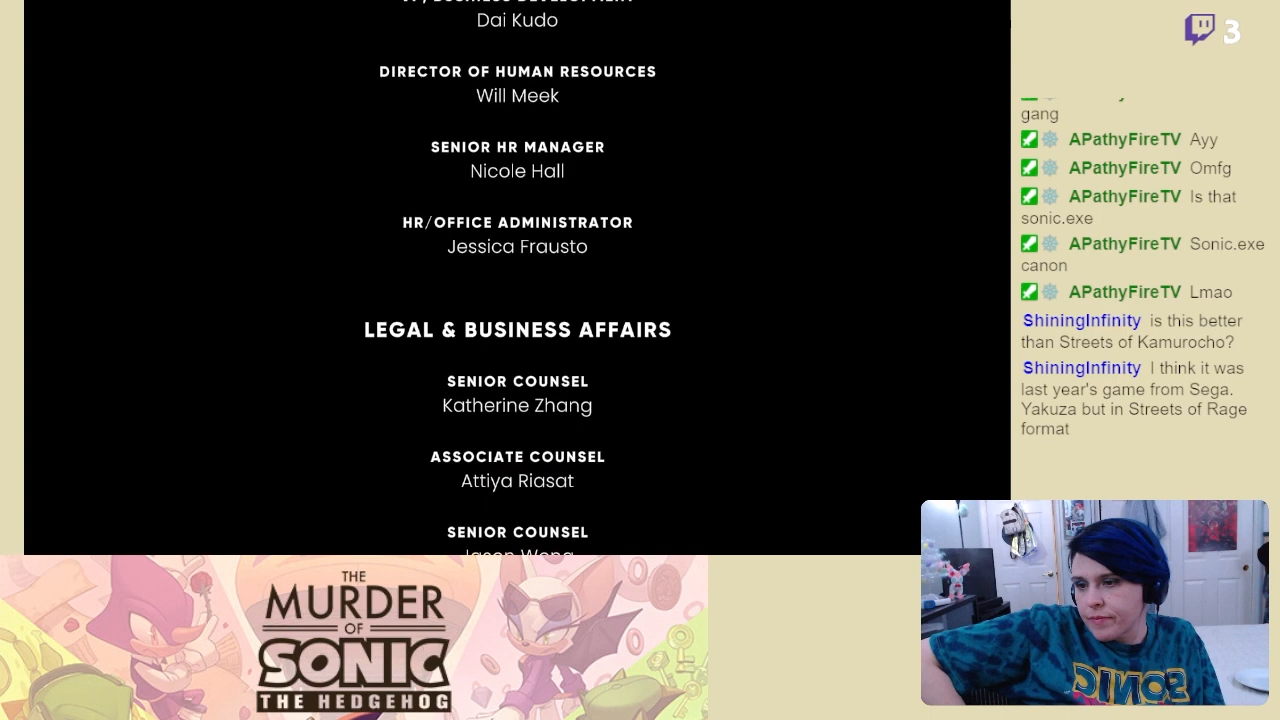 Dai Kudo
DIRECTOR OF HUMAN RESOURCES
Will Meek
SENIOR HR MANAGER
Nicole Hall
HR/OFFICE ADMINISTRATOR
Jessica Frausto
LEGAL & BUSINESS AFFAIRS
SENIOR COUNSEL
Katherine Zhang
ASSOCIATE COUNSEL
Attiya Riasat
SENIOR COUNSEL
3
gang
APathyFireTV Ayy
APathyFireTV Omfg
APathyFireTV Is that
sonic.exe
APathyFireTV Sonic.exe
canon
APathyFireTV Lmao
ShiningInfinity is this better
than Streets of Kamurocho?
ShiningInfinity I think it was
last year's game from Sega.
Yakuza but in Streets of Rage
format
THE
MURDER
OF
SONIC
THE HEDGEHOG
SONIC